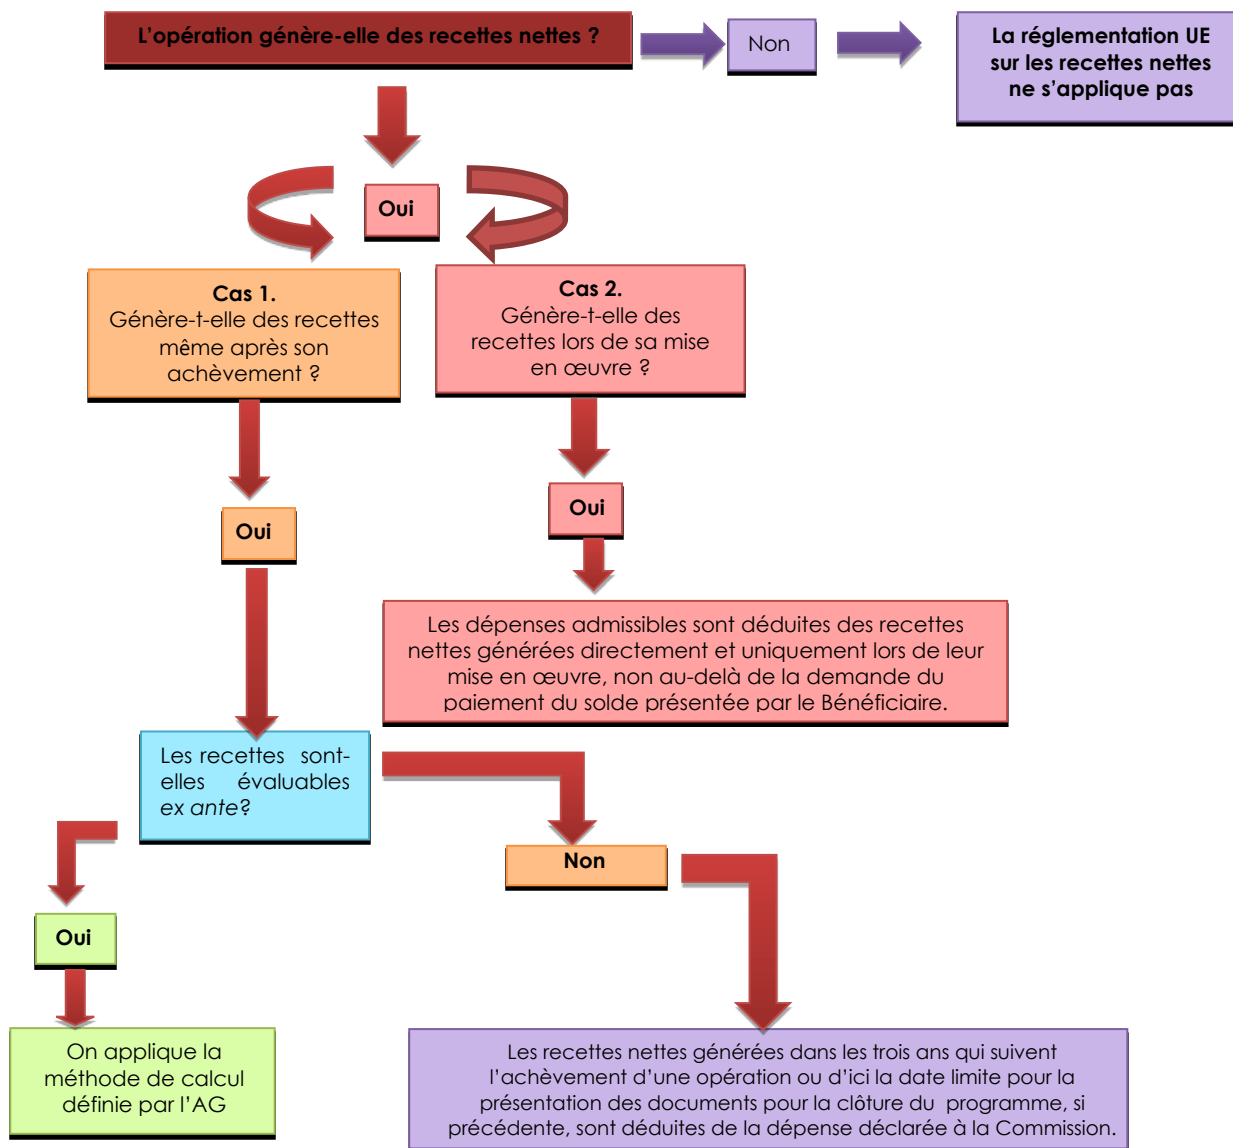 L’opération génère-elle des recettes nettes ?
Non
La réglementation UE
sur les recettes nettes
ne s’applique pas
Oui
Cas 1.
Génère-t-elle des recettes
même après son
achèvement ?
Cas 2.
Génère-t-elle des
recettes lors de sa mise
en œuvre ?
Oui
Oui
Les dépenses admissibles sont déduites des recettes
nettes générées directement et uniquement lors de leur
mise en œuvre, non au-delà de la demande du
paiement du solde présentée par le Bénéficiaire.
Les recettes sont-
elles évaluables
ex ante?
Non
Oui
On applique la
méthode de calcul
définie par l’AG
Les recettes nettes générées dans les trois ans qui suivent
l’achèvement d’une opération ou d’ici la date limite pour la
présentation des documents pour la clôture du programme, si
précédente, sont déduites de la dépense déclarée à la Commission.